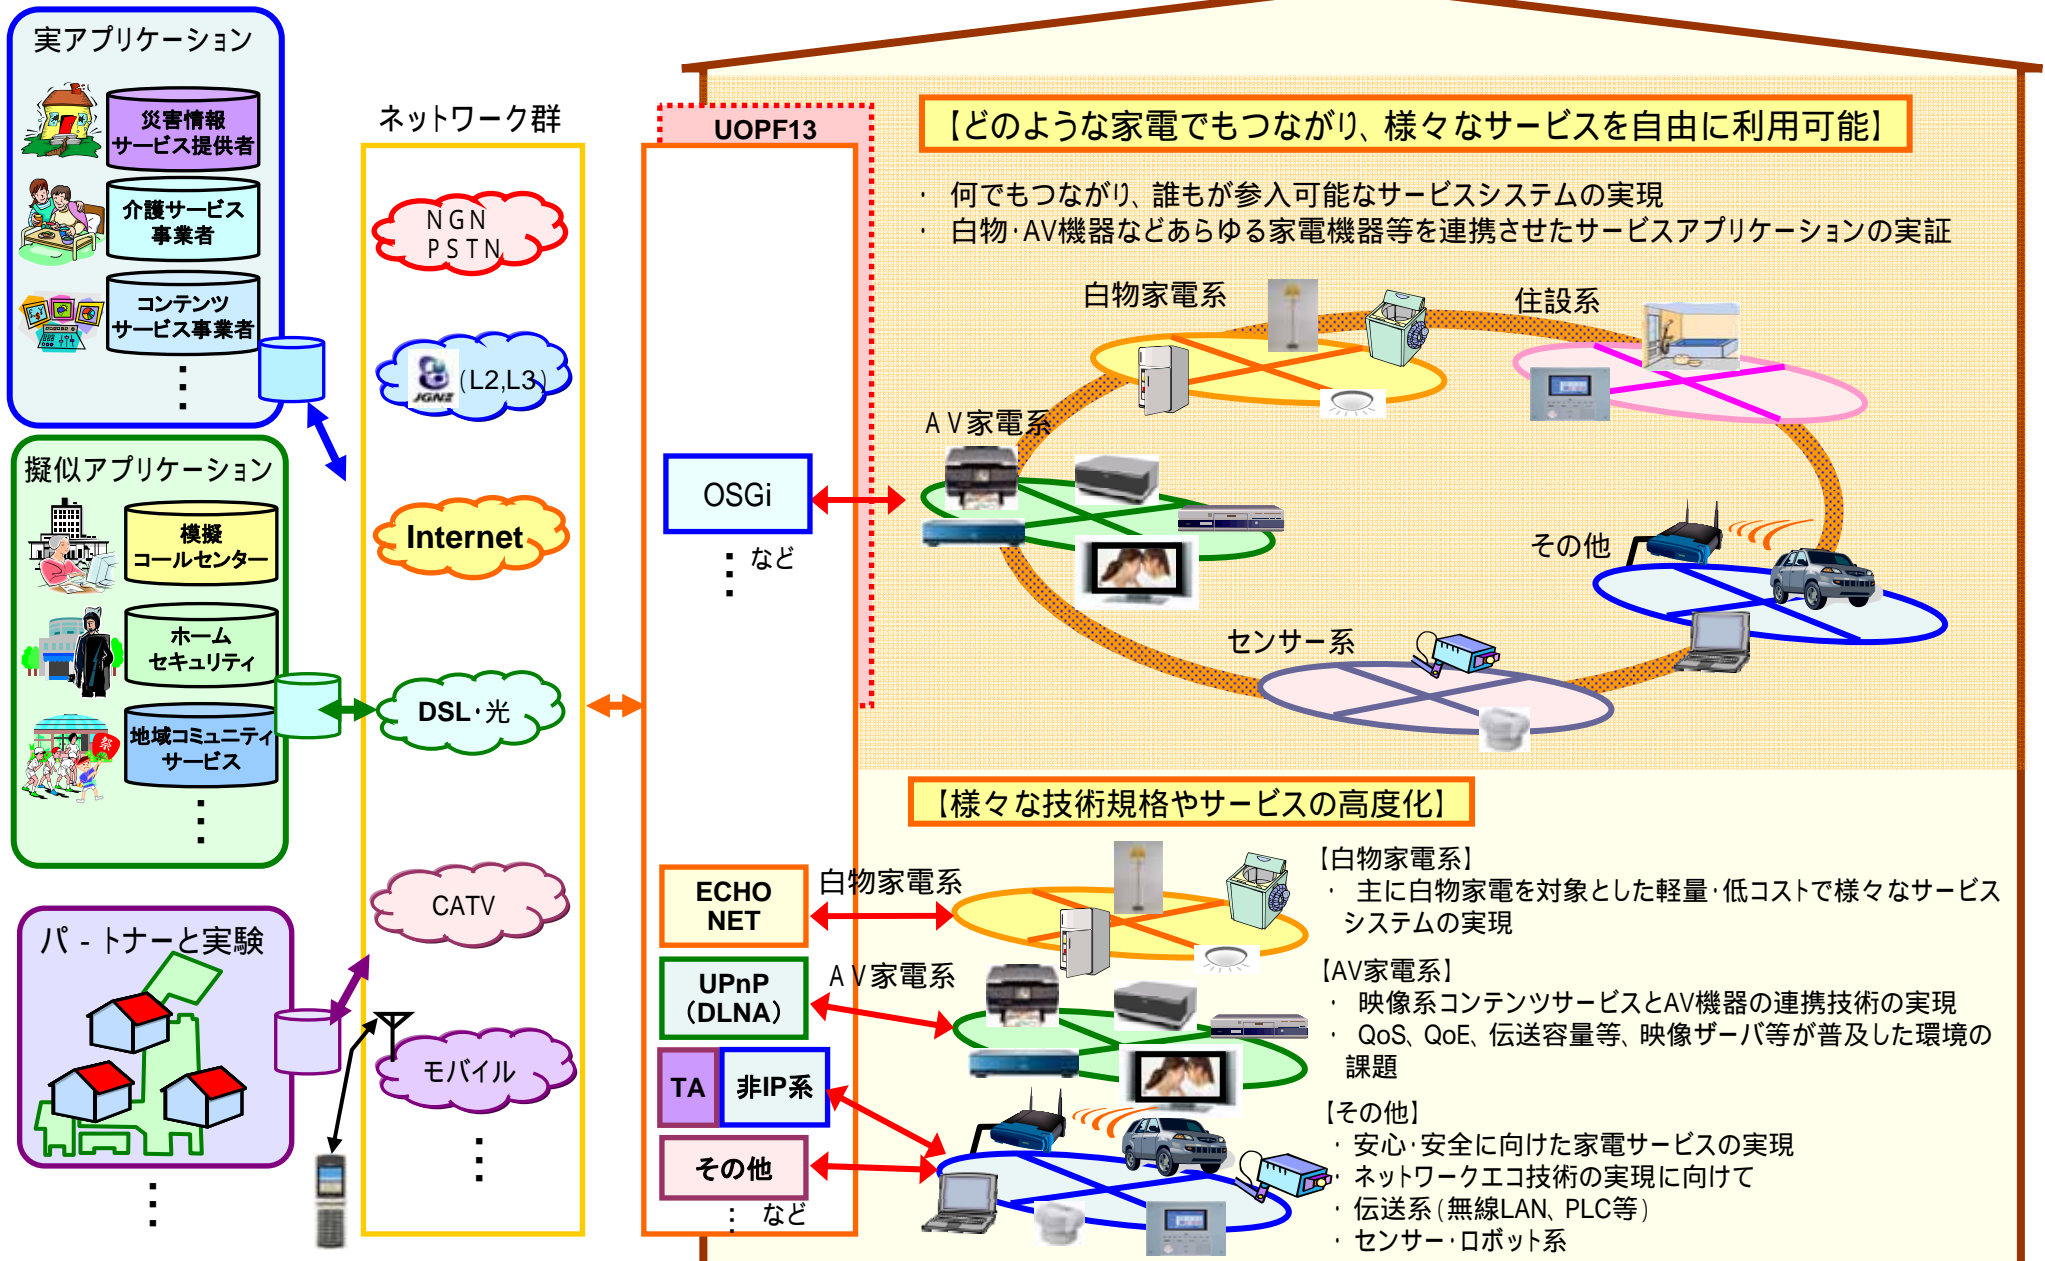 実アプリケーション
災害情報
サービス提供者
介護サービス
事業者
コンテンツ
サービス事業者
擬似アプリケーション
模擬
コールセンター
ホーム
セキュリティ
祭
地域コミュニティ
サービス
パ-トナーと実験
ネットワーク群
NGN
PSTN
JGN2
(L2,L3)
Internet
DSL・光
CATV
モバイル
UOPF13
OSGi
など
ECHO
NET
UPnP
(DLNA)
TA
非IP系
その他
など
【どのような家電でもつながり、様々なサービスを自由に利用可能】
・ 何でもつながり、誰もが参入可能なサービスシステムの実現
・ 白物・AV機器などあらゆる家電機器等を連携させたサービスアプリケーションの実証
白物家電系
住設系
AV家電系
その他
センサー系
【様々な技術規格やサービスの高度化】
白物家電系
AV家電系
【白物家電系】
・ 主に白物家電を対象とした軽量・低コストで様々なサービス
システムの実現
【AV家電系】
・ 映像系コンテンツサービスとAV機器の連携技術の実現
・ QoS、QoE、伝送容量等、映像ザーバ等が普及した環境の
課題
【その他】
・安心・安全に向けた家電サービスの実現
・ネットワークエコ技術の実現に向けて
・伝送系(無線LAN、PLC等)
・センサー・ロボット系